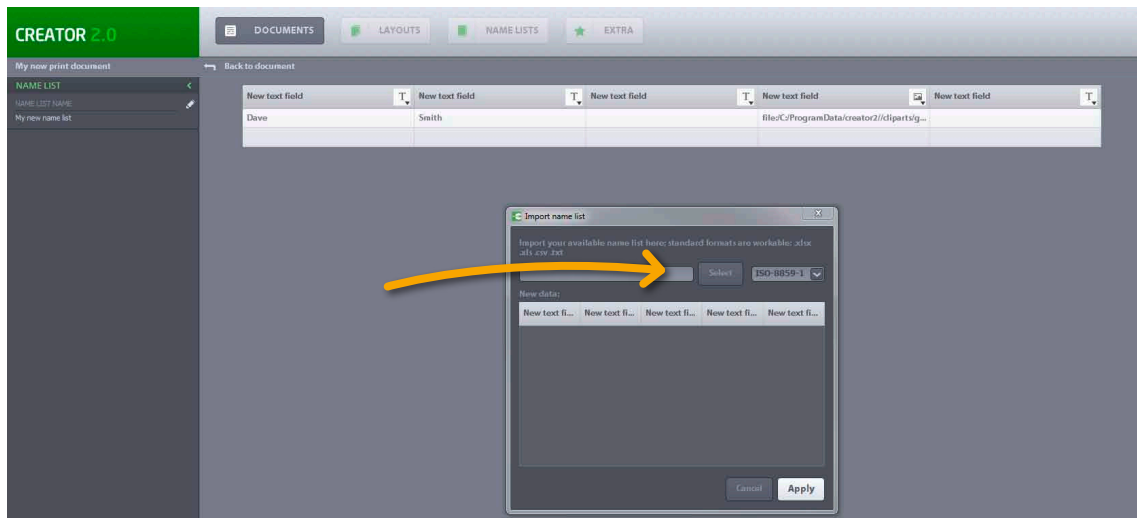 CREATOR 2.0
DOCUMENTS
LAYOUTS
NAME LISTS
EXTRA
My new print document
Back to document
NAME LIST
NAME LIST NAME
My new name list
New text field T New text field T New text field T New text field New text field T
Dave Smith file:/C:/ProgramData/creator2//cliparts/g...
Import name list
Import your available name list here; standard formats are workable: .xlsx
.xls .csv .txt
Select ISO-8859-1
New data:
New text fi... New text fi... New text fi... New text fi... New text fi...
Cancel Apply